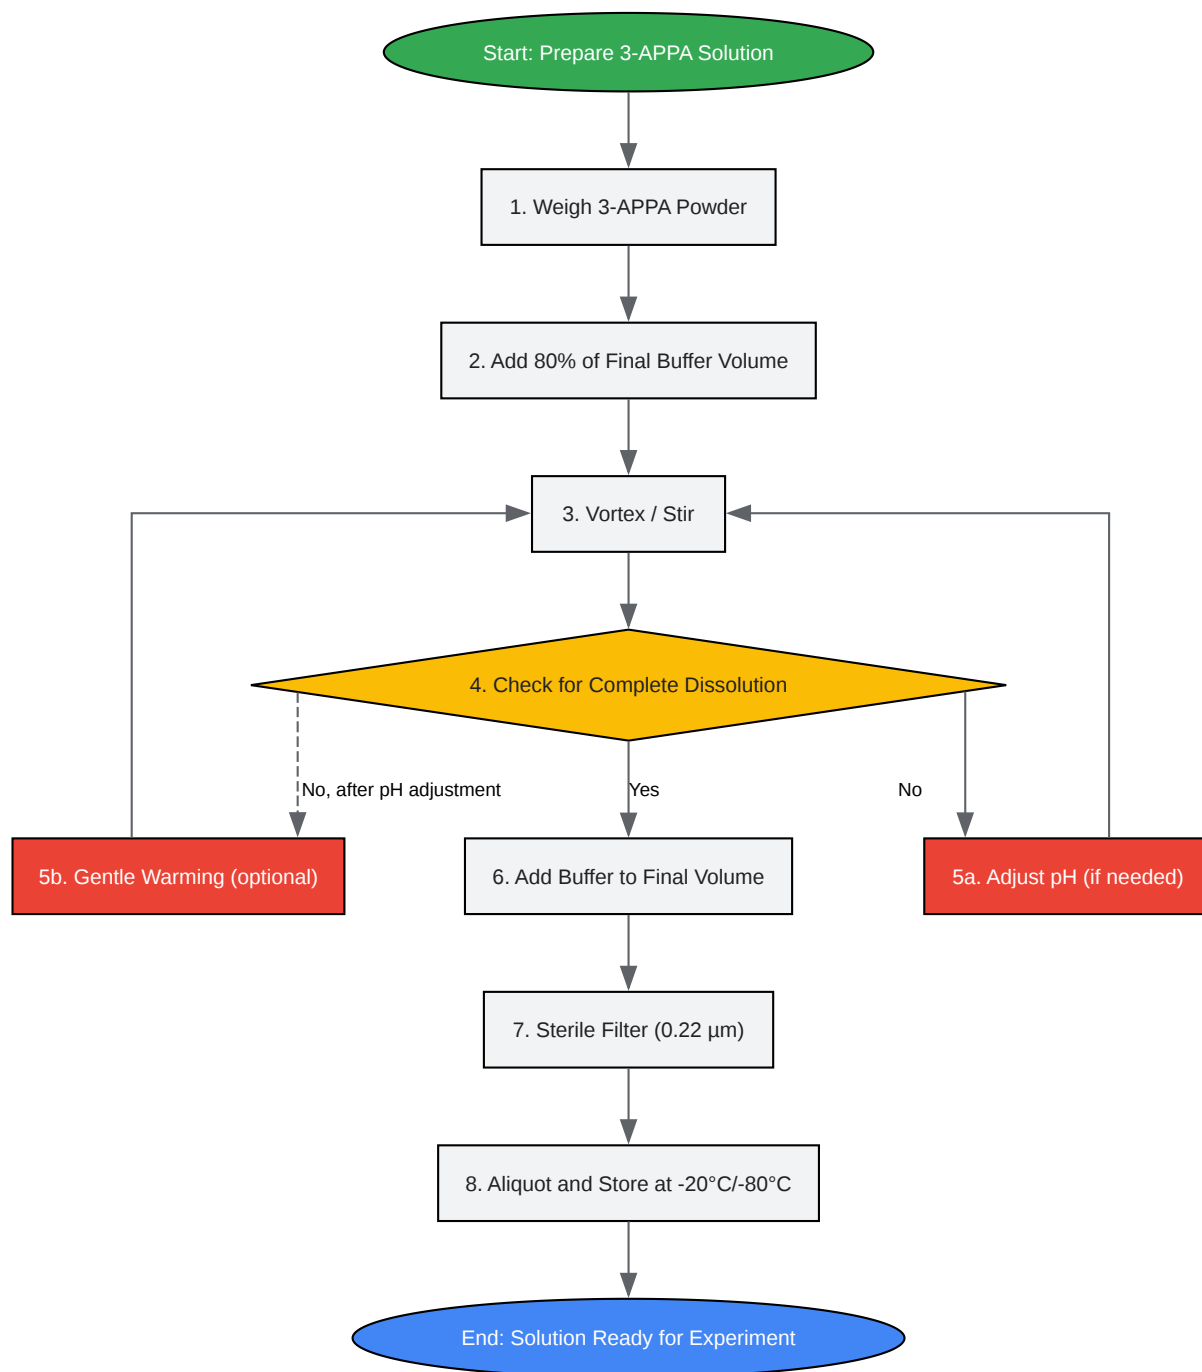 Start: Prepare 3-APPA Solution
1. Weigh 3-APPA Powder
2. Add 80% of Final Buffer Volume
3. Vortex / Stir
4. Check for Complete Dissolution
No, after pH adjustment
Yes
No
5b. Gentle Warming (optional)
6. Add Buffer to Final Volume
5a. Adjust pH (if needed)
7. Sterile Filter (0.22 µm)
8. Aliquot and Store at -20°C/-80°C
End: Solution Ready for Experiment